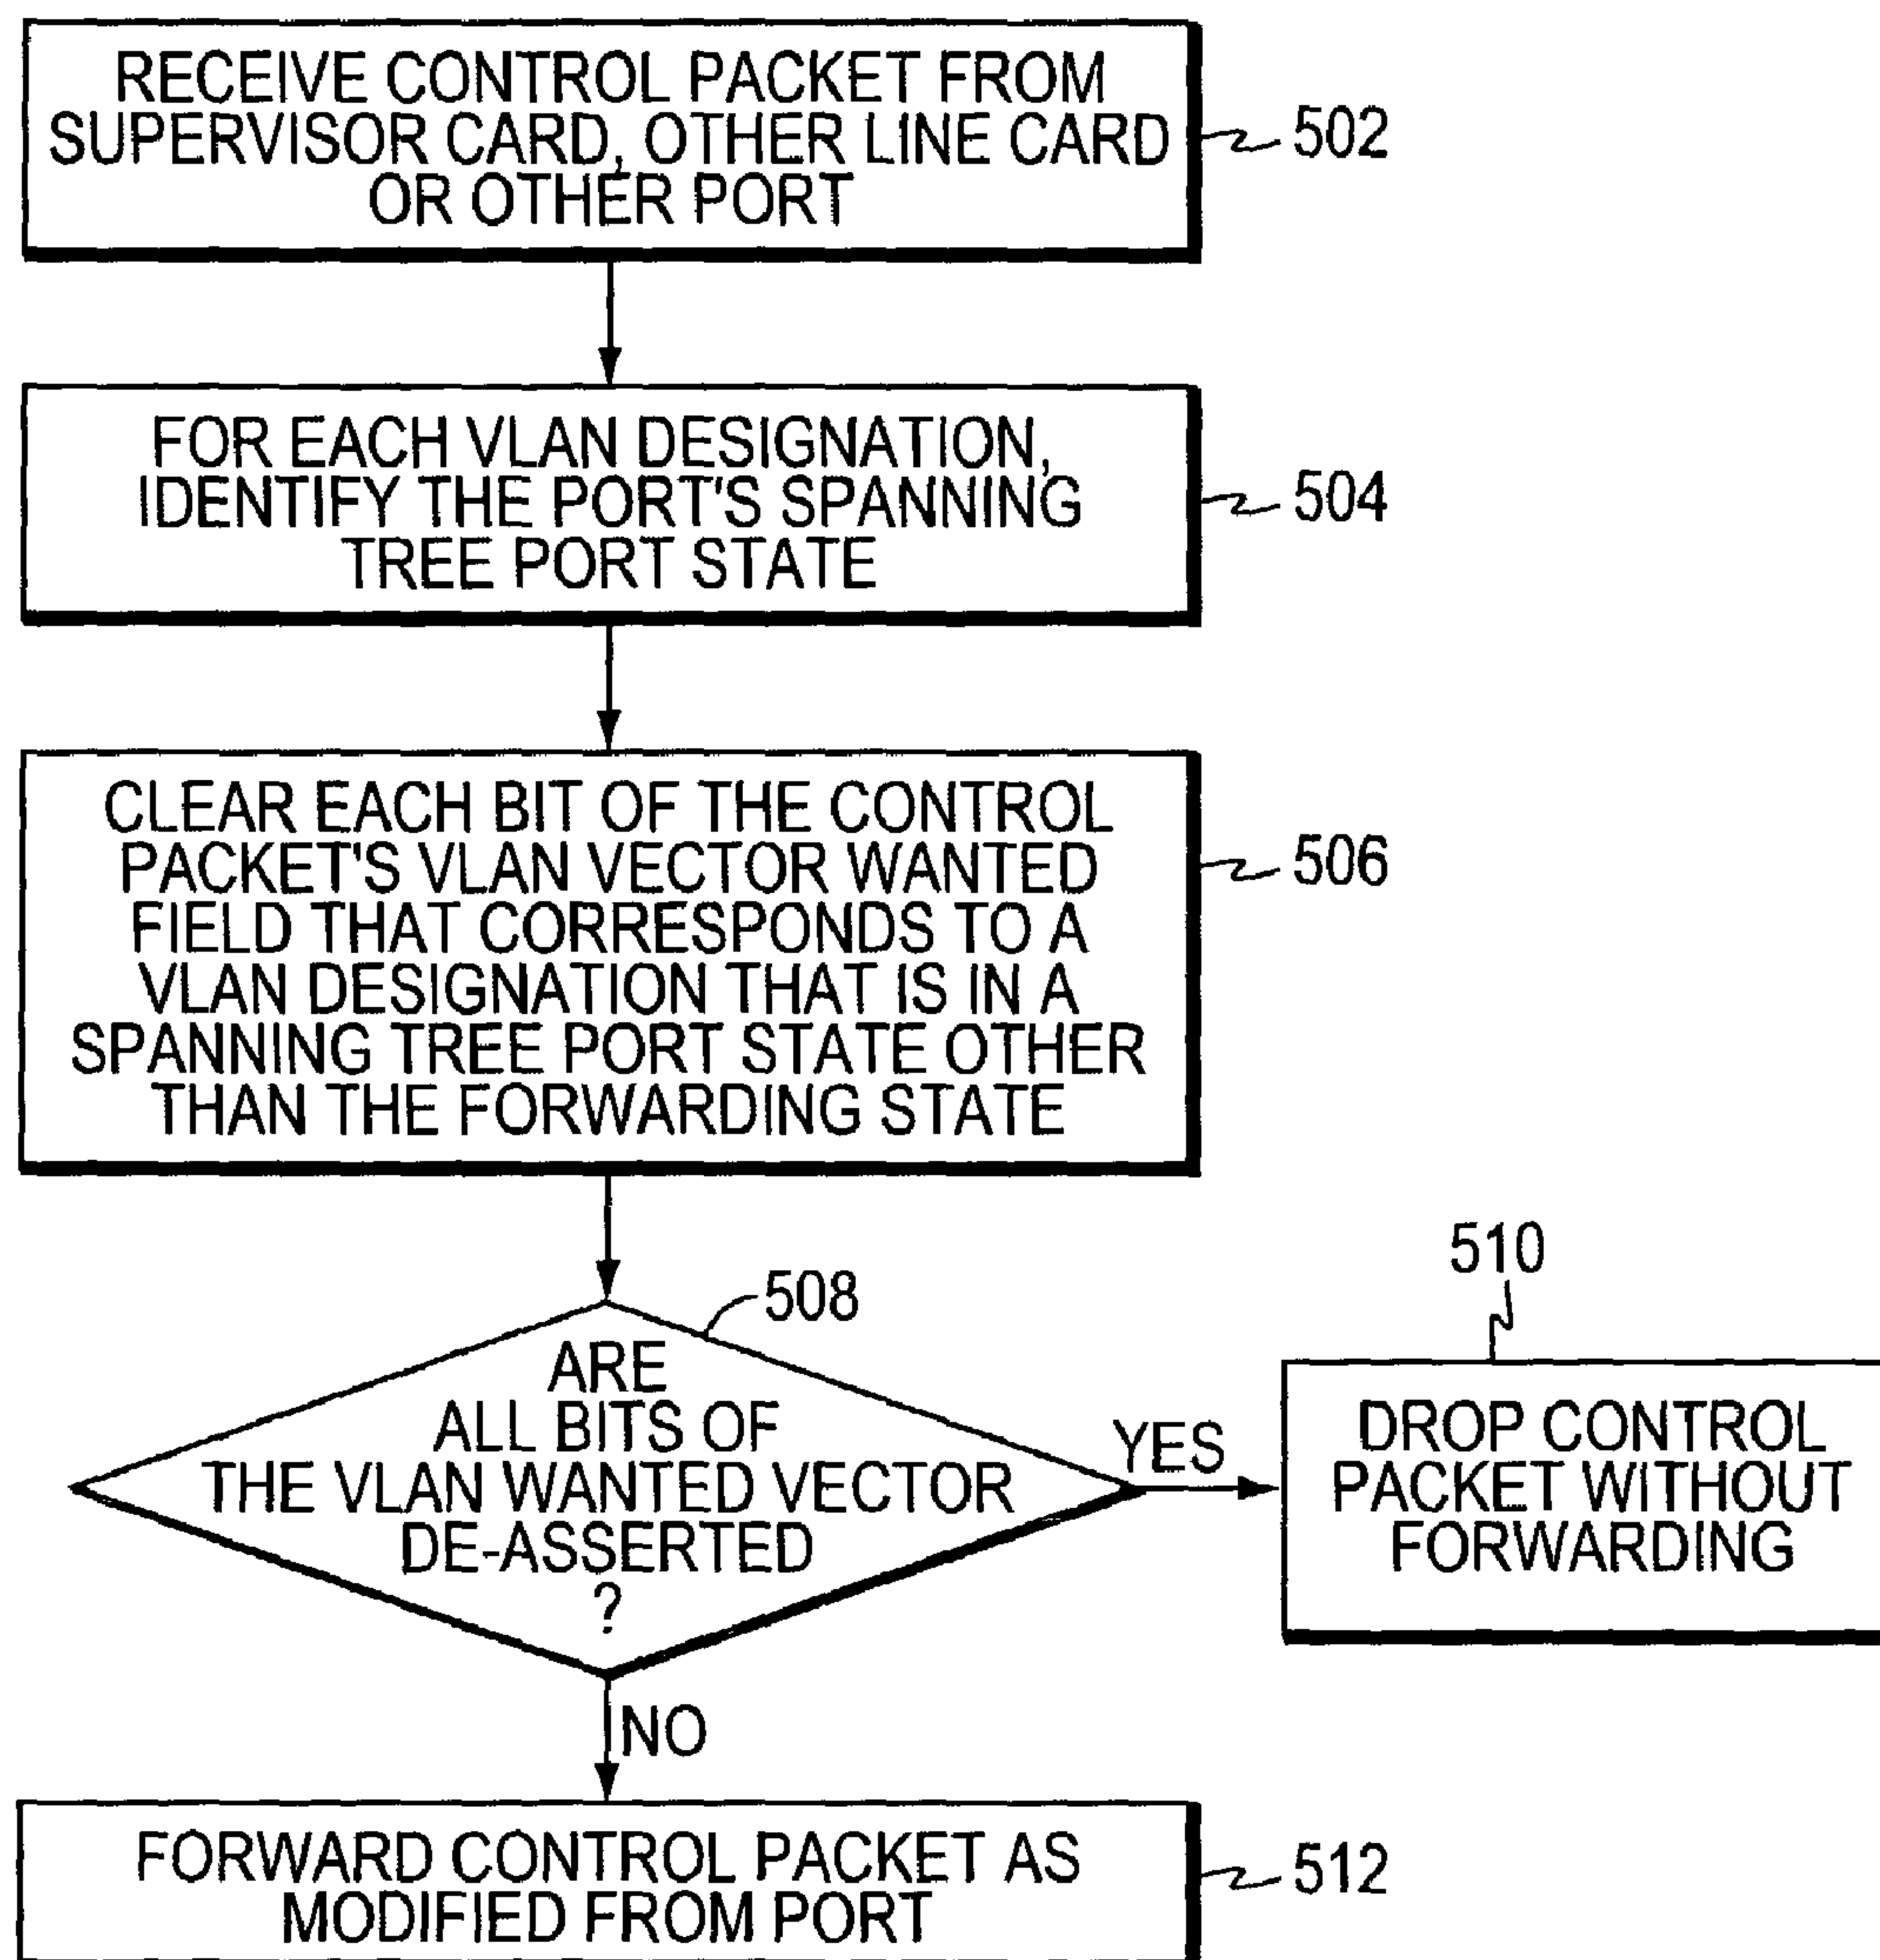 RECEIVE CONTROL PACKET FROM
SUPERVISOR CARD, OTHER LINE CARD
OR OTHER PORT
502
FOR EACH VLAN DESIGNATION,
IDENTIFY THE PORT'S SPANNING
TREE PORT STATE
504
CLEAR EACH BIT OF THE CONTROL
PACKET'S VLAN VECTOR WANTED
FIELD THAT CORRESPONDS TO A
VLAN DESIGNATION THAT IS IN A
SPANNING TREE PORT STATE OTHER
THAN THE FORWARDING STATE
506
508
ARE
ALL BITS OF
THE VLAN WANTED VECTOR
DE-ASSERTED
?
YES
510
DROP CONTROL
PACKET WITHOUT
FORWARDING
NO
FORWARD CONTROL PACKET AS
MODIFIED FROM PORT
512